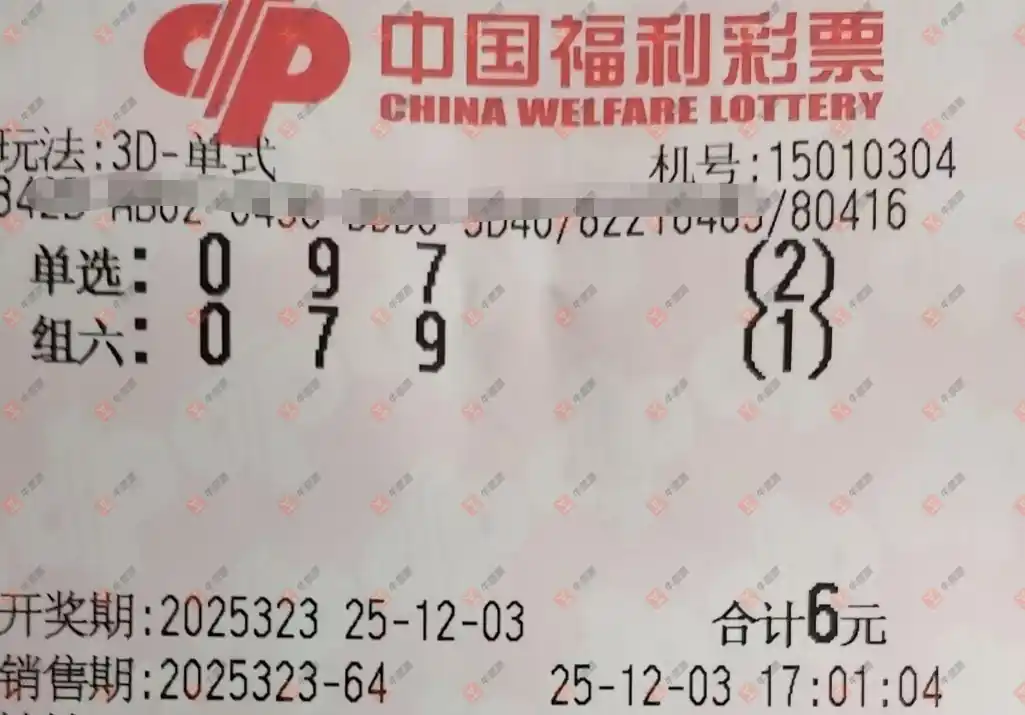 中国福利彩票
CHINA WELFARE LOTTERY
玩法:3D-单式 机号:15010304
/80416
单选: 0 9 7 (2)
组六: 0 7 9 (1)
开奖期:2025323 25-12-03 合计6元
销售期:2025323-64 25-12-03 17:01:04